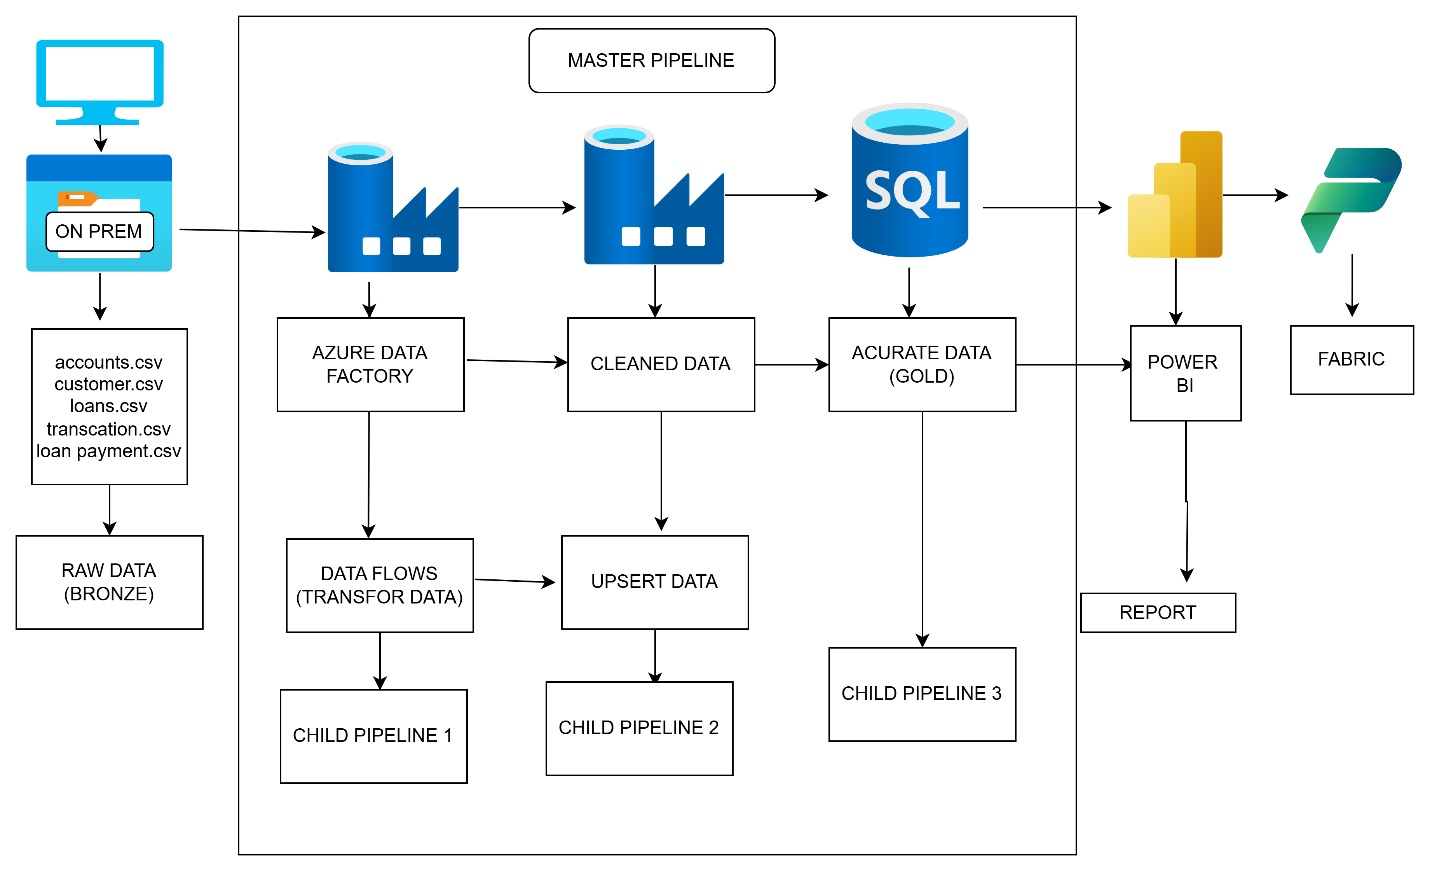 MASTER PIPELINE
SQL
ON PREM
accounts.csv
customer.csv
loans.csv
transcation.csv
loan payment.csv
AZURE DATA
FACTORY
CLEANED DATA
ACURATE DATA
(GOLD)
POWER
BI
FABRIC
RAW DATA
(BRONZE)
DATA FLOWS
(TRANSFOR DATA)
UPSERT DATA
REPORT
CHILD PIPELINE 1
CHILD PIPELINE 2
CHILD PIPELINE 3